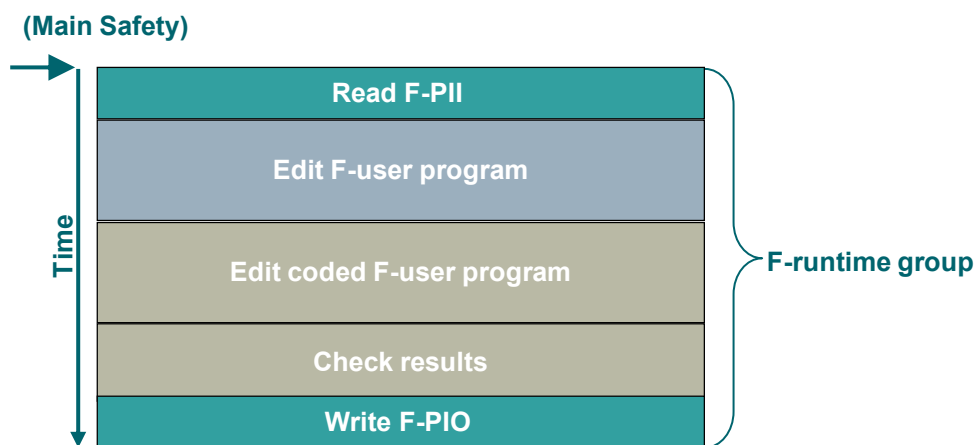 (Main Safety)
Read F-PII
Edit F-user program
Time
Edit coded F-user program
F-runtime group
Check results
Write F-PIO